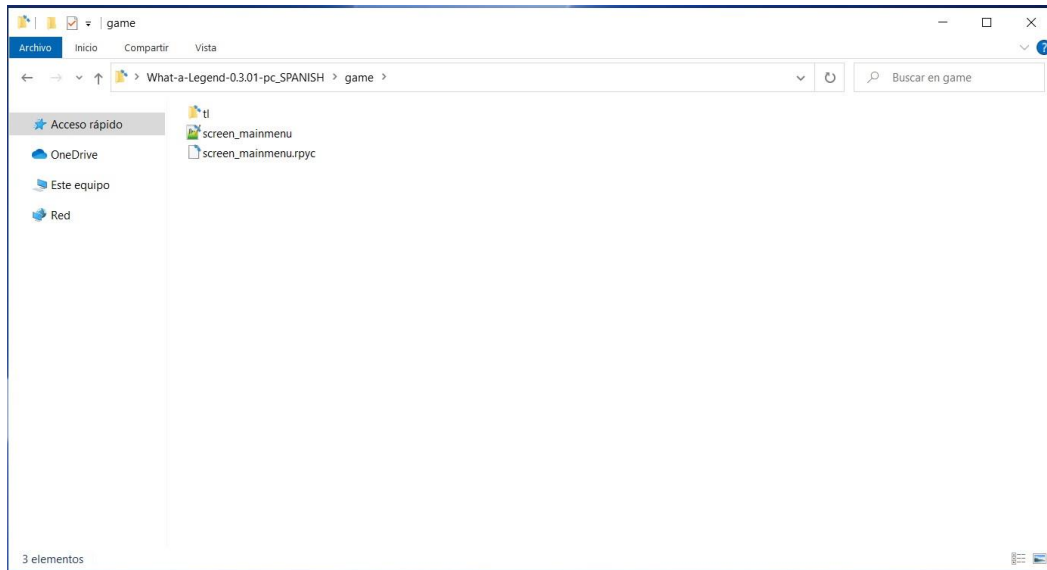 game
Archivo Inicio Compartir Vista
What-a-Legend-0.3.01-pc_SPANISH > game >
Buscar en game
Acceso rápido
OneDrive
Este equipo
Red
tl
screen_mainmenu
screen_mainmenu.rpyc
3 elementos